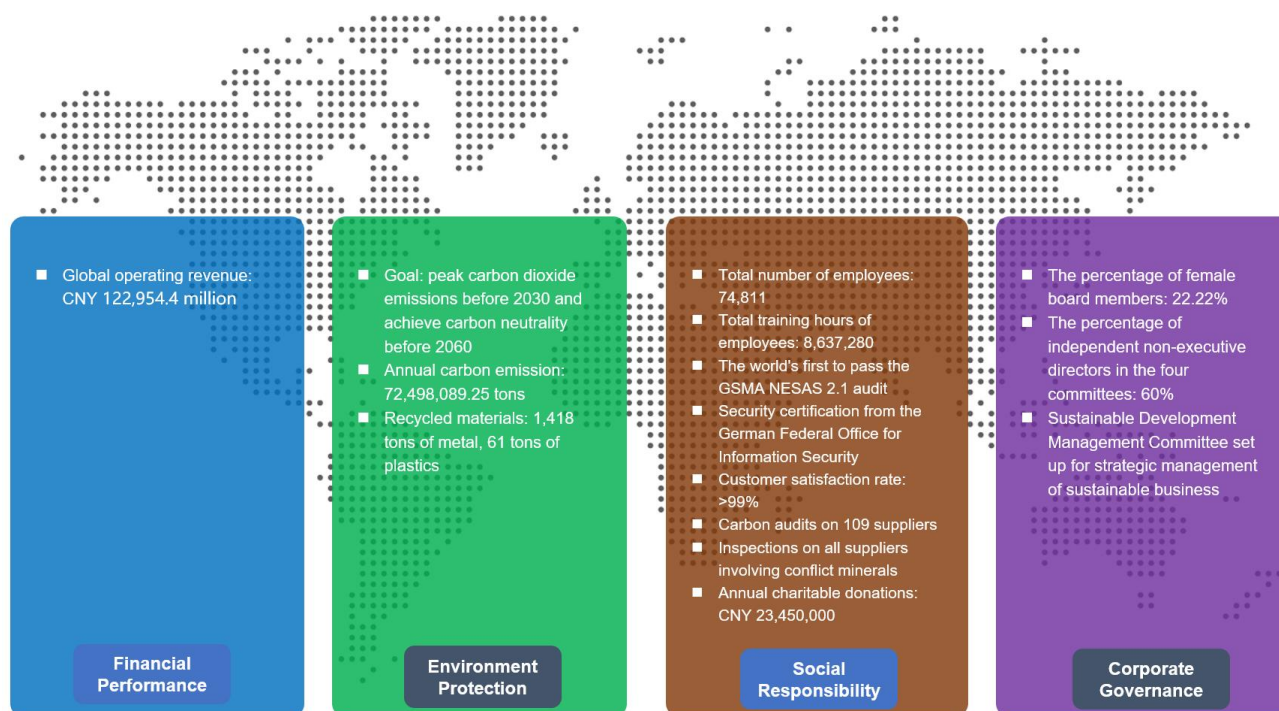 ■ Global operating revenue:
CNY 122,954.4 million
Financial
Performance
■ Goal: peak carbon dioxide
emissions before 2030 and
achieve carbon neutrality
before 2060
■ Annual carbon emission:
72,498,089.25 tons
■ Recycled materials: 1,418
tons of metal, 61 tons of
plastics
Environment
Protection
■ Total number of employees:
74,811
■ Total training hours of
employees: 8,637,280
■ The world's first to pass the
GSMA NESAS 2.1 audit
■ Security certification from the
German Federal Office for
Information Security
■ Customer satisfaction rate:
>99%
■ Carbon audits on 109 suppliers
■ Inspections on all suppliers
involving conflict minerals
■ Annual charitable donations:
CNY 23,450,000
Social
Responsibility
■ The percentage of female
board members: 22.22%
■ The percentage of
independent non-executive
directors in the four
committees: 60%
■ Sustainable Development
Management Committee set
up for strategic management
of sustainable business
Corporate
Governance